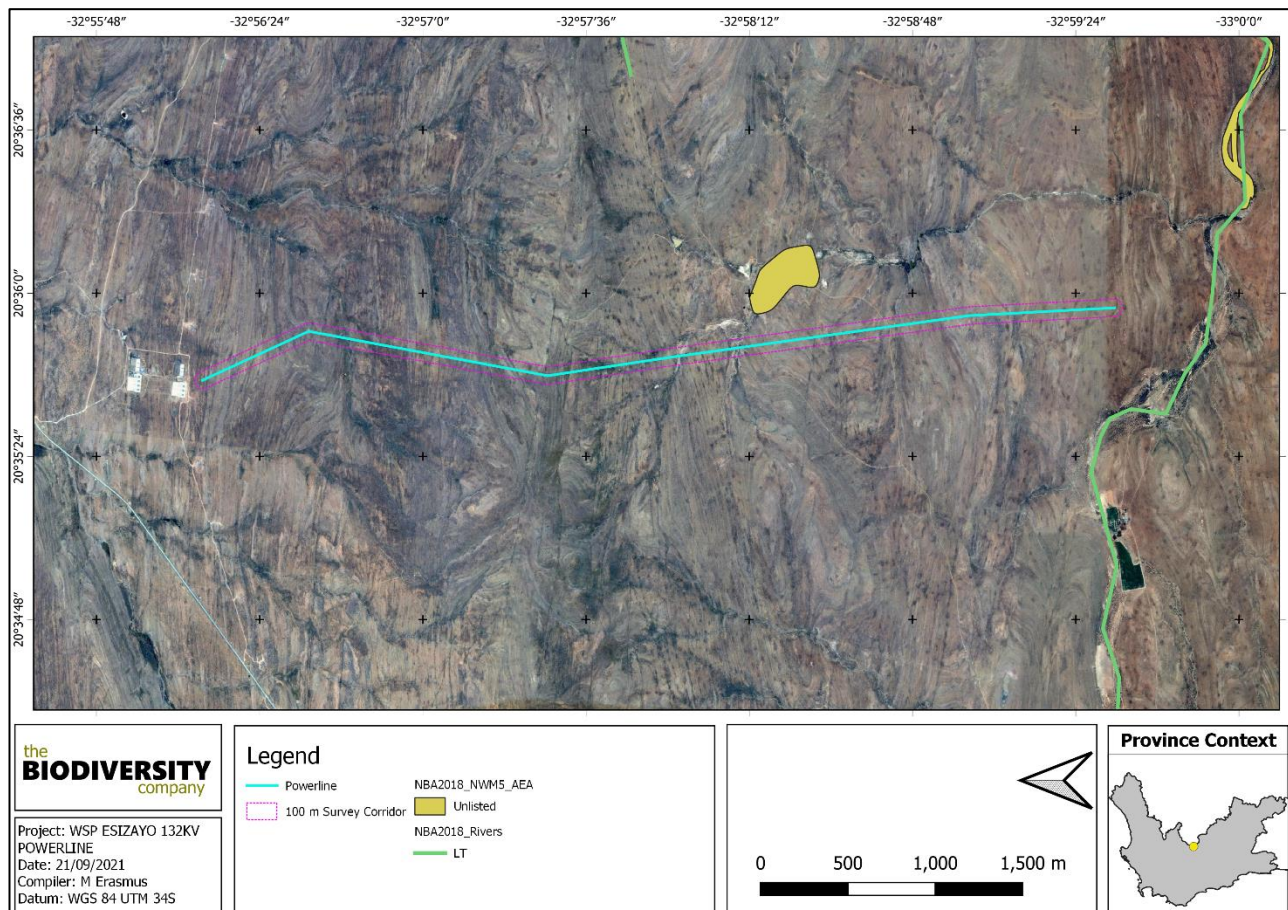 -32°55'48" -32°56'24" -32°57'0" -32°57'36" -32°58'12" -32°58'48" -32°59'24" -33°0'0"
20°36'36"
20°36'0"
20°35'24"
20°34'48"
the
BIODIVERSITY
company
Project: WSP ESIZAYO 132KV
POWERLINE
Date: 21/09/2021
Compiler: M Erasmus
Datum: WGS 84 UTM 34S
Legend
Powerline
100 m Survey Corridor
NBA2018_NWM5_AEA
Unlisted
NBA2018_Rivers
LT
0 500 1,000 1,500 m
Province Context